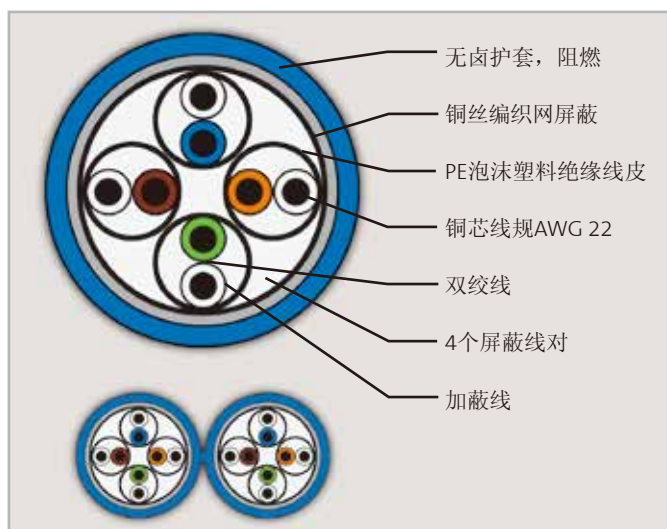 无卤护套，阻燃
铜丝编织网屏蔽
PE泡沫塑料绝缘线皮
铜芯线规AWG 22
双绞线
4个屏蔽线对
加蔽线